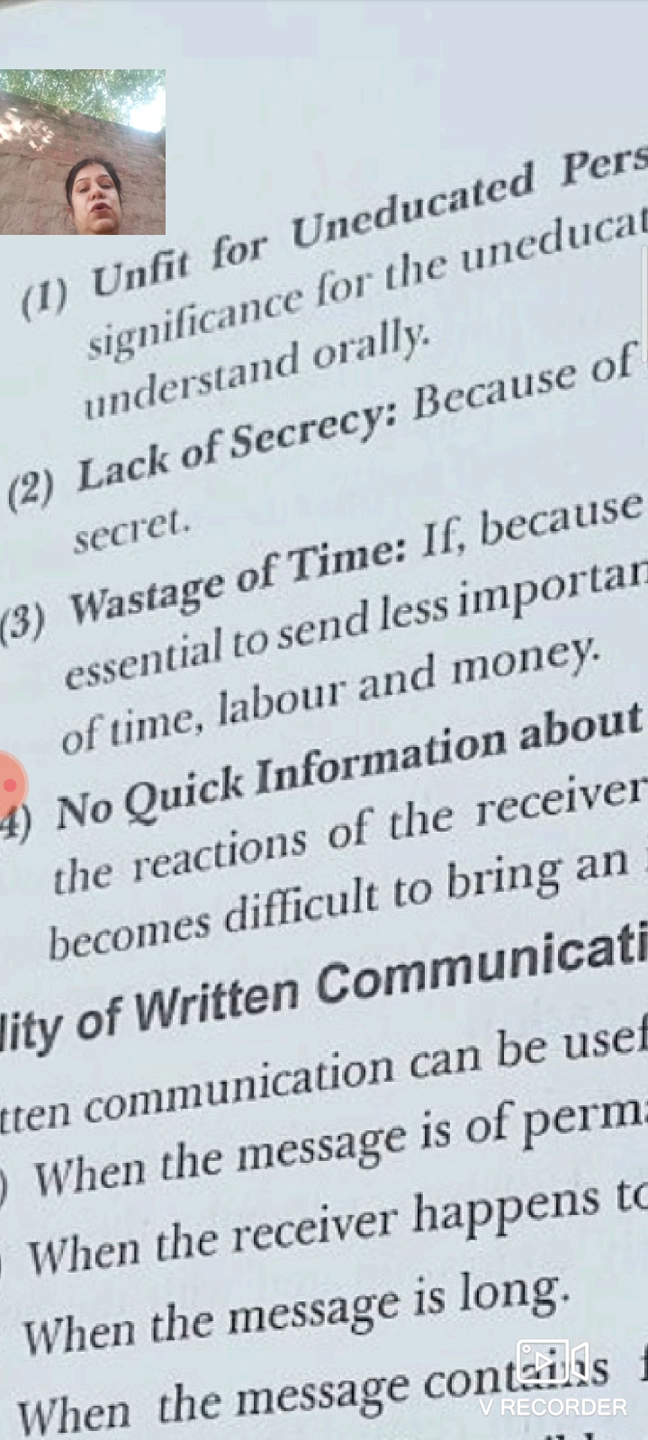 (1) Unfit for Uneducated Pers
significance for the uneducat
understand orally.
(2) Lack of Secrecy: Because of
secret.
(3) Wastage of Time: If, because
essential to send less importan
of time, labour and money.
4) No Quick Information about
the reactions of the receiver
becomes difficult to bring an
lity of Written Communicati
tten communication can be usef
) When the message is of perma
When the receiver happens to
When the message is long.
When the message contains f
V RECORDER